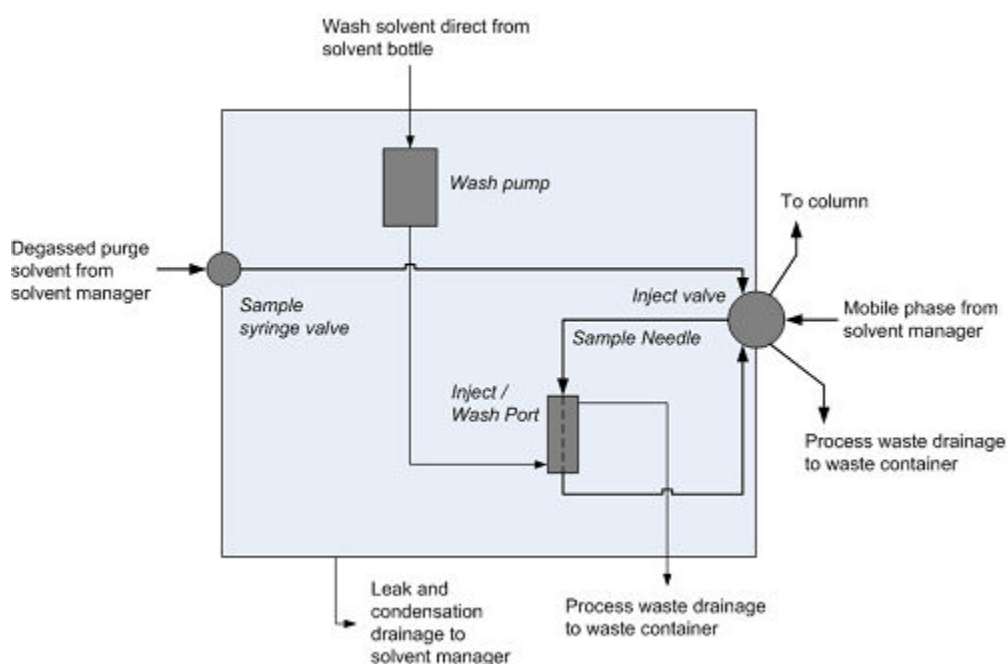 Wash solvent direct from
solvent bottle
Wash pump
To column
Degassed purge
solvent from
solvent manager
Sample
syringe valve
Inject valve
Mobile phase from
solvent manager
Sample Needle
Inject /
Wash Port
Process waste drainage
to waste container
Leak and
condensation
drainage to
solvent manager
Process waste drainage
to waste container